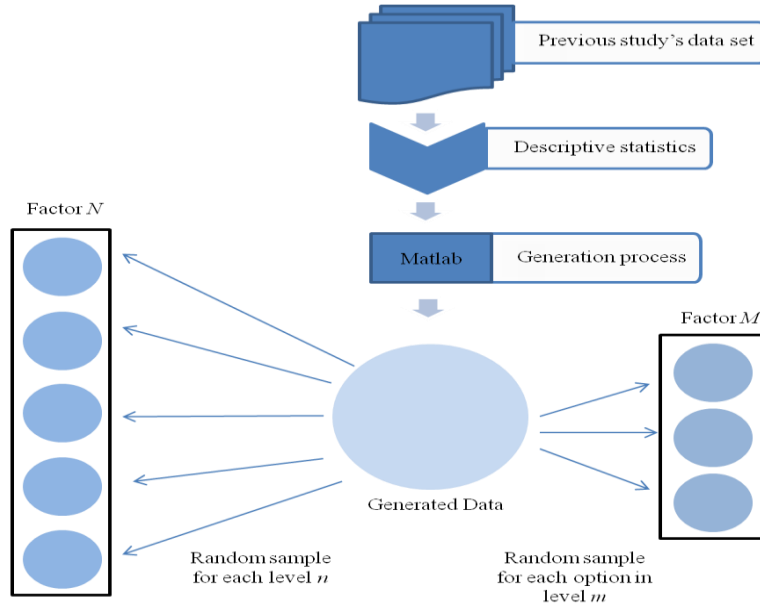 Previous study's data set
Descriptive statistics
Matlab
Generation process
Factor N
Factor M
Generated Data
Random sample
for each level n
Random sample
for each option in
level m